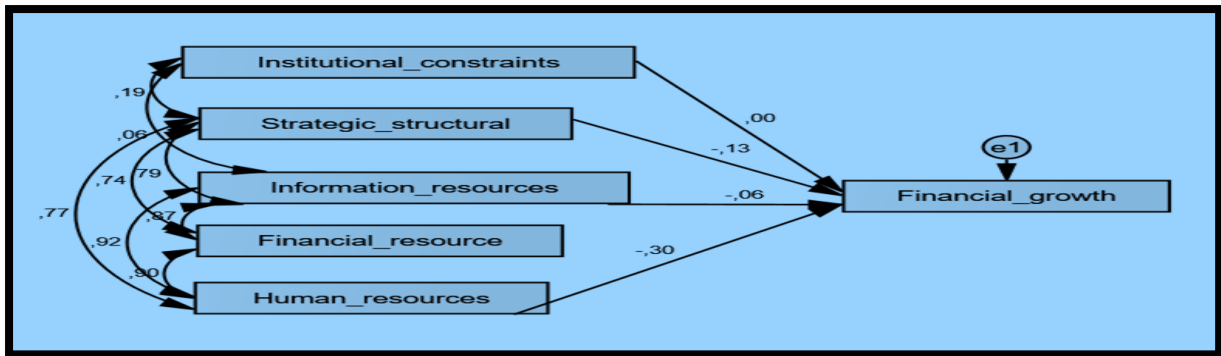 Institutional_constraints
,19
Strategic_structural
,00
,06
-,13
e1
,74
,79
Information_resources
-,06
Financial_growth
,77
,87
,92
Financial_resource
-,30
,90
Human_resources